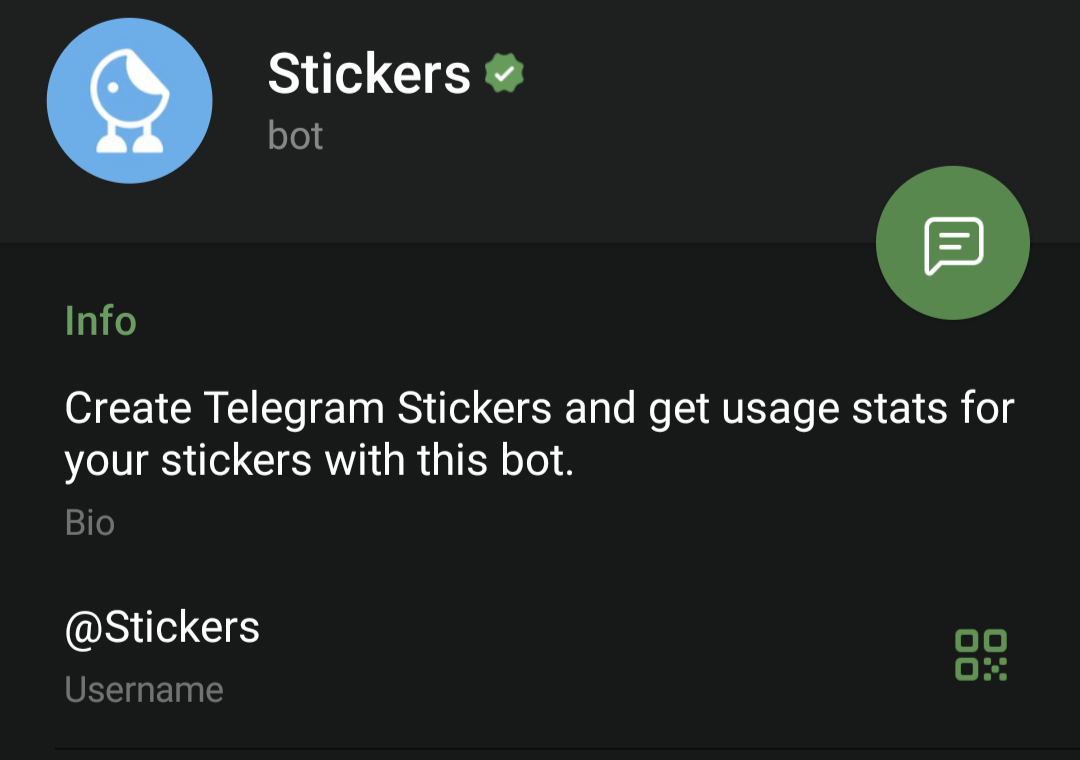 Stickers
bot
Info
Create Telegram Stickers and get usage stats for
your stickers with this bot.
Bio
@Stickers
Username